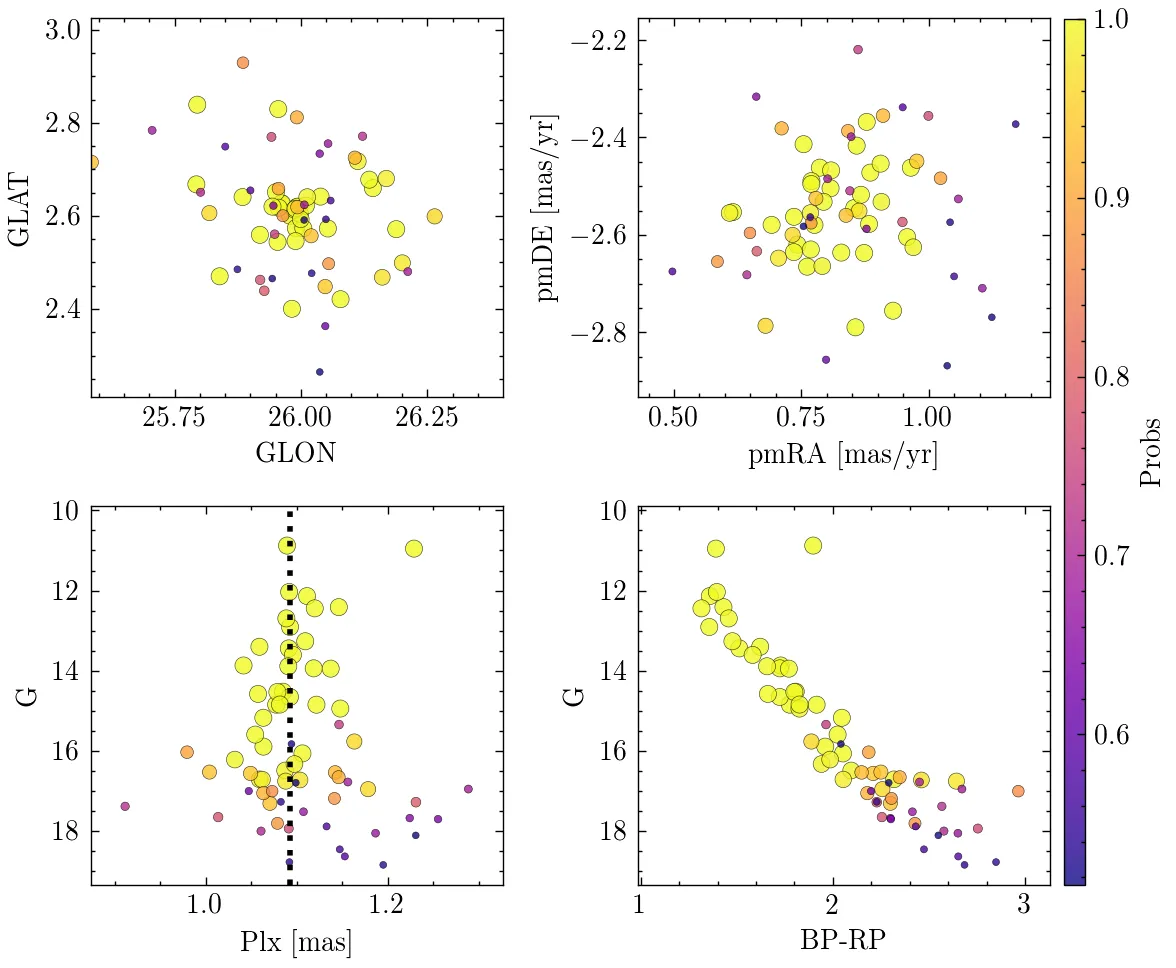 3.0
2.8
2.6
2.4
GLAT
25.75 26.00 26.25
GLON
−2.2
−2.4
−2.6
−2.8
pmDE [mas/yr]
0.50 0.75 1.00
pmRA [mas/yr]
1.0
0.9
0.8
0.7
0.6
Probs
10
12
14
16
18
G
1.0 1.2
Plx [mas]
10
12
14
16
18
G
1 2 3
BP-RP